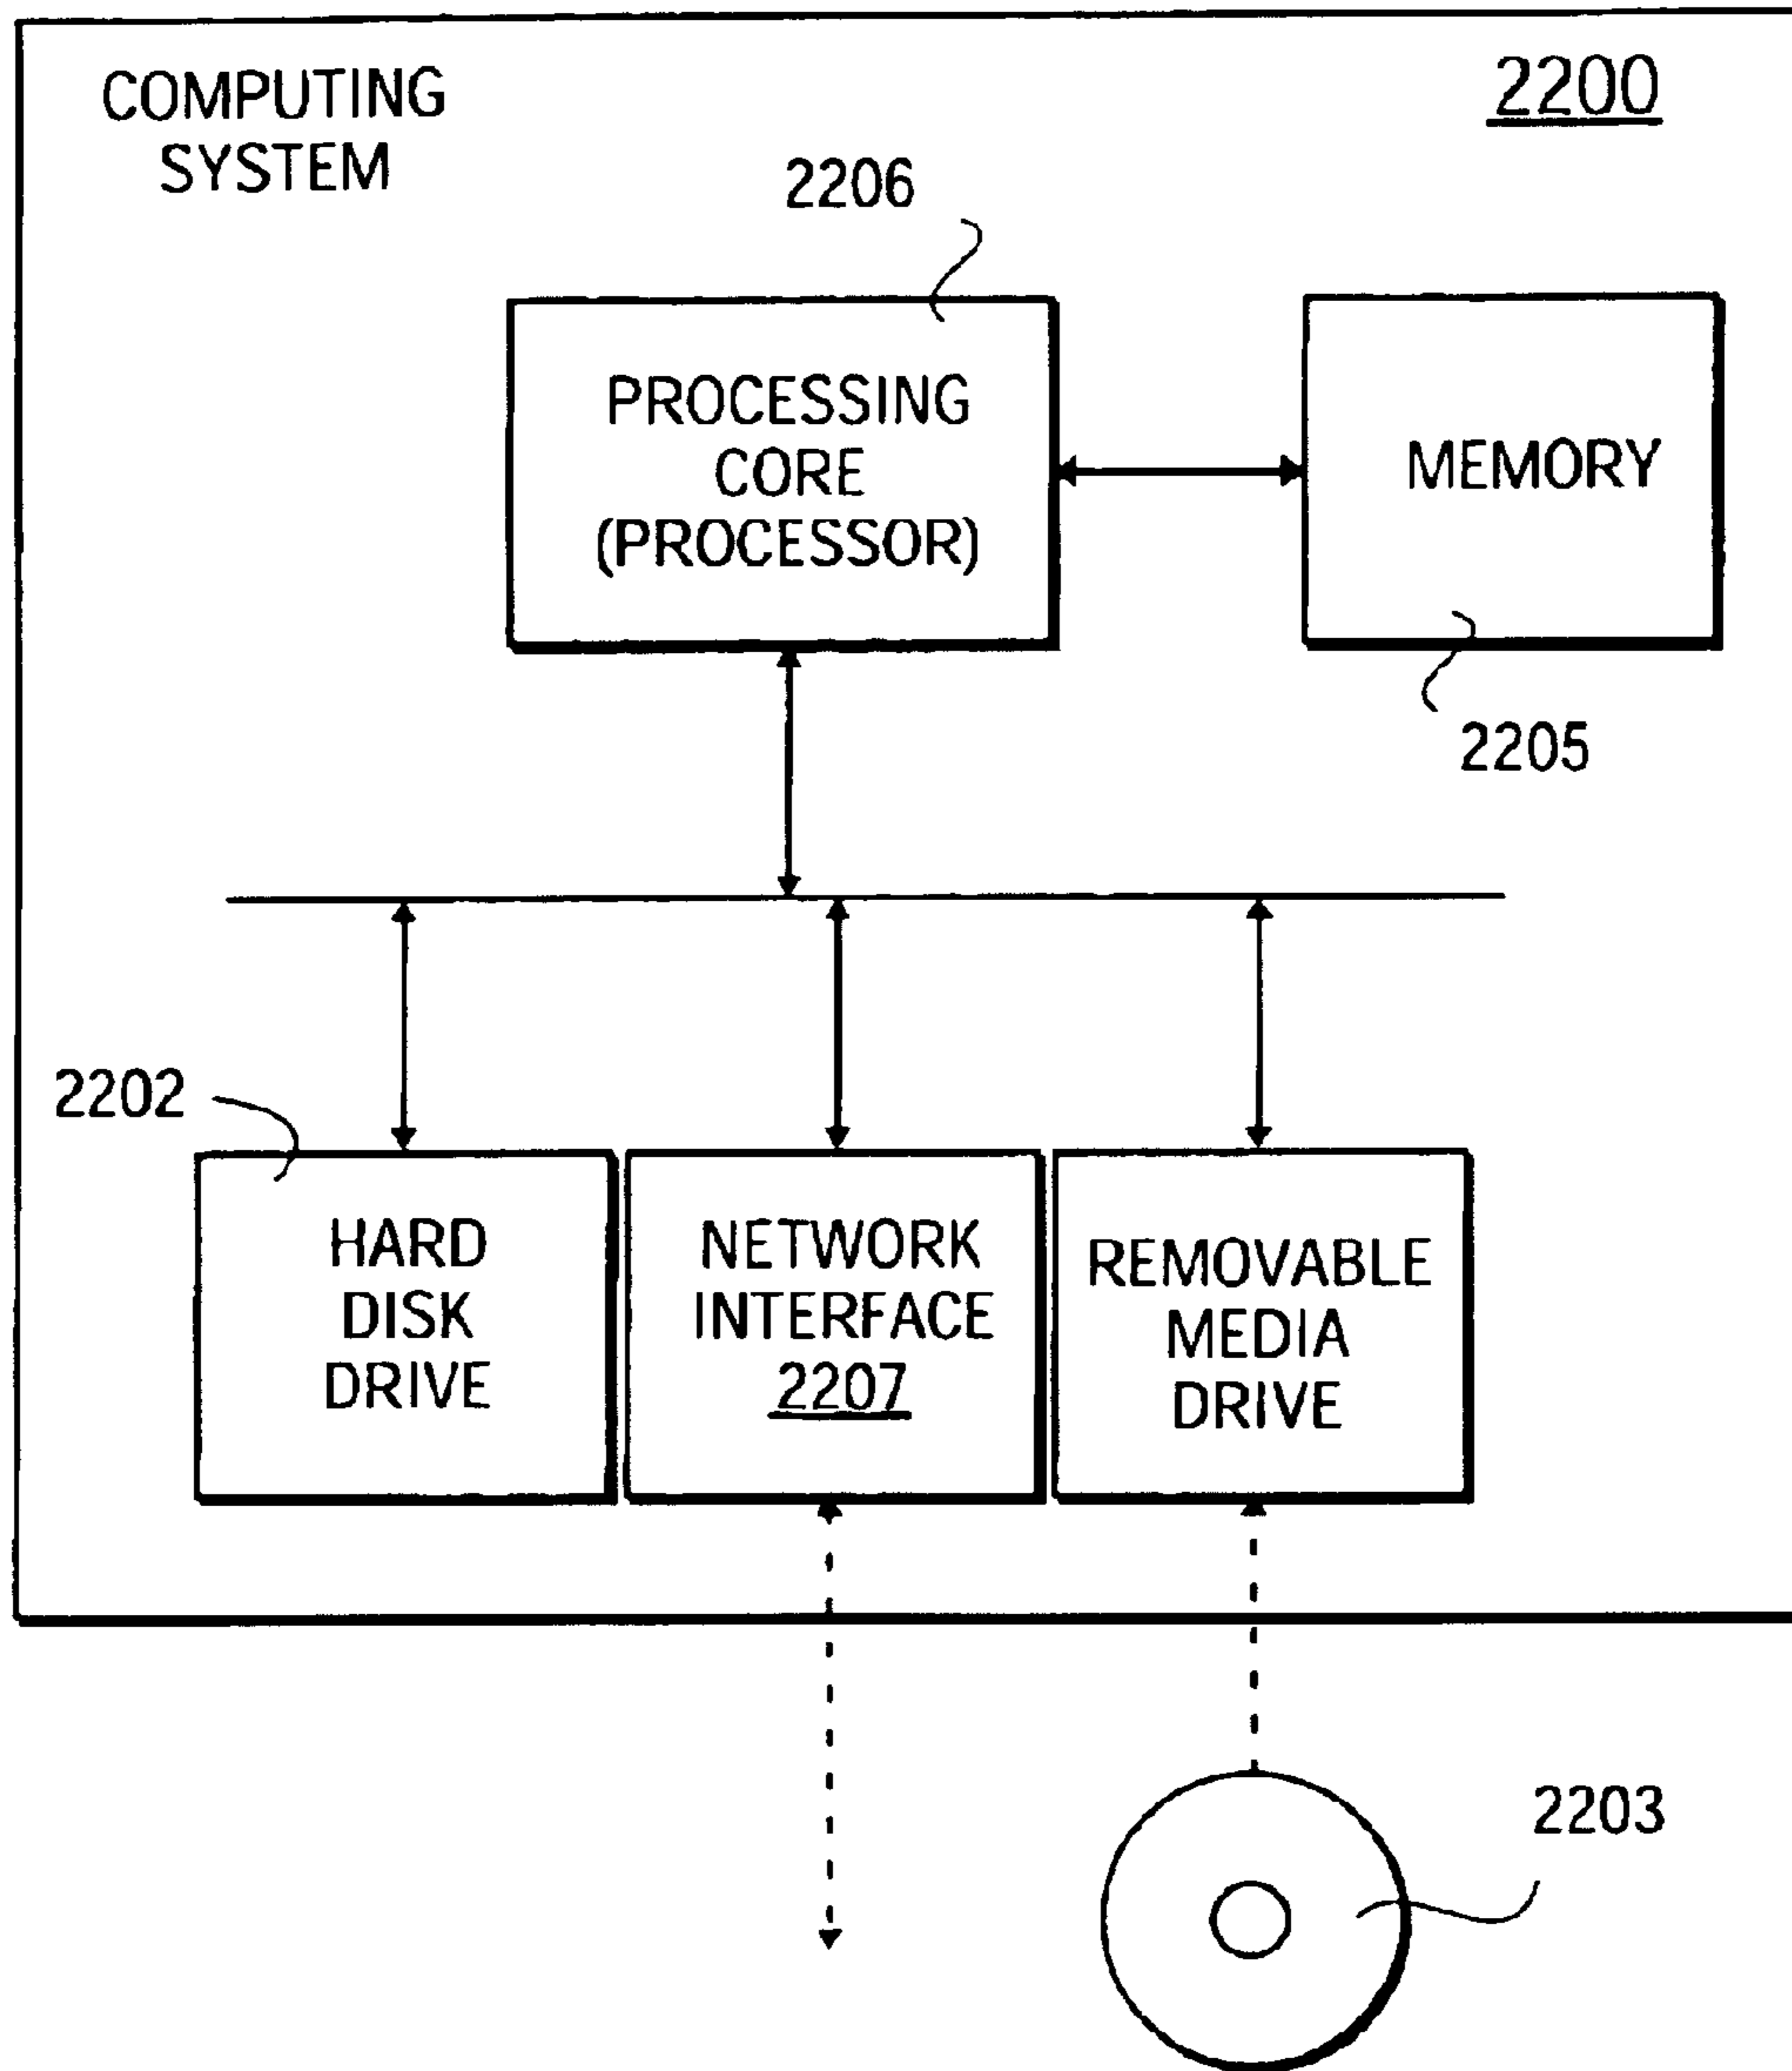 COMPUTING
SYSTEM
2200
2206
PROCESSING
CORE
(PROCESSOR)
MEMORY
2205
2202
HARD
DISK
DRIVE
NETWORK
INTERFACE
2207
REMOVABLE
MEDIA
DRIVE
2203